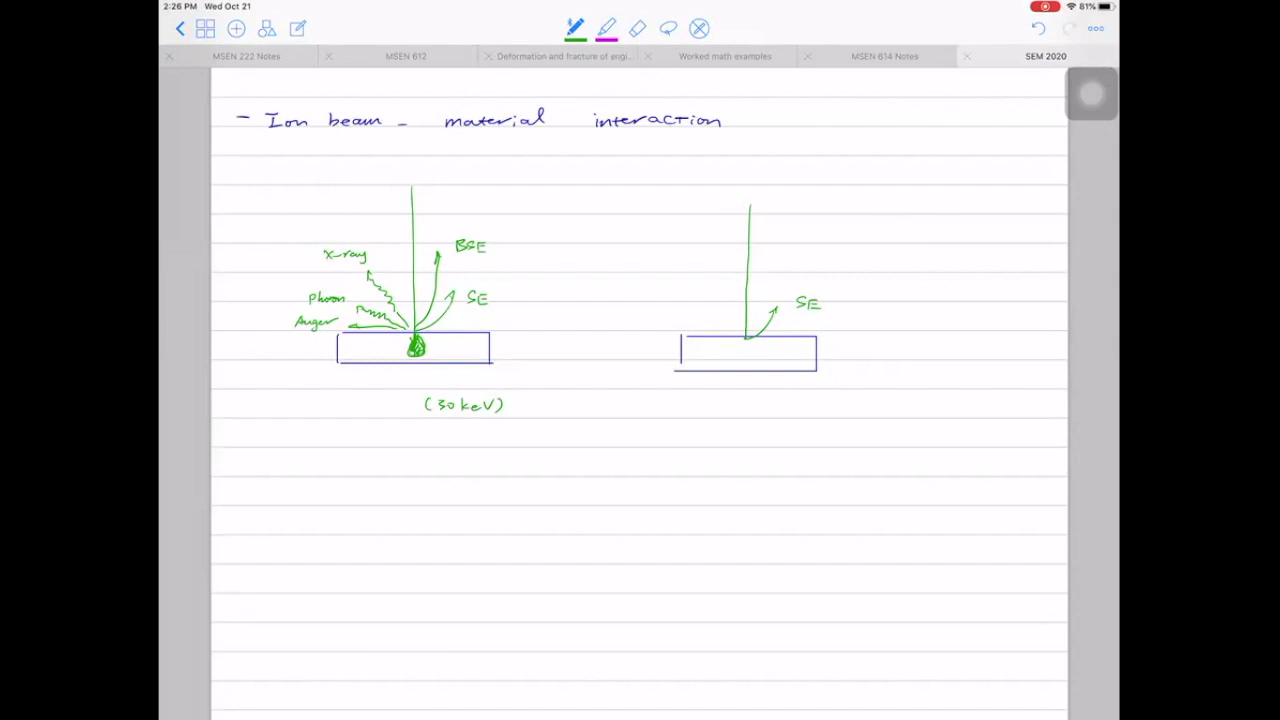 2:26 PM Wed Oct 21
81%
MSEN 222 Notes
MSEN 612
Deformation and fracture of engi...
Worked math examples
MSEN 614 Notes
SEM 2020
- Ion beam - material interaction
BSE
X-ray
SE
Phoon
Auger
SE
(30 keV)